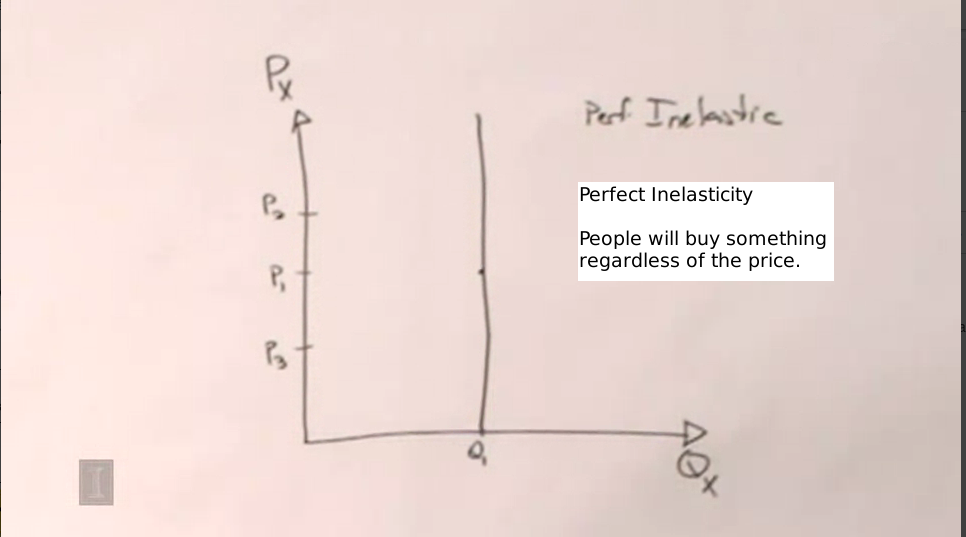 Px
Perf. Inelastic
P₂
Perfect Inelasticity
People will buy something
regardless of the price.
P₁
P₃
Q₁
Qx
I